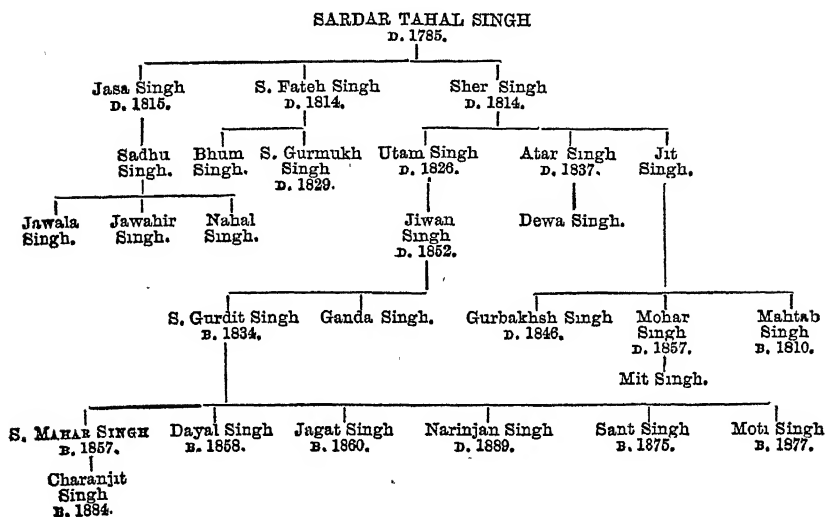 SARDAR TAHAL SINGH
D. 1785.
Jasa Singh S. Fateh Singh Sher Singh
D. 1815. D. 1814. D. 1814.
Sadhu Bhum S. Gurmukh Utam Singh Atar Singh Jit
Singh. Singh. Singh D. 1826. D. 1837. Singh.
D. 1829.
Jawala Jawahir Nahal Jiwan Dewa Singh.
Singh. Singh. Singh. Singh
D. 1852.
S. Gurdit Singh Ganda Singh. Gurbakhsh Singh Mohar Mahtab
B. 1834. D. 1846. Singh Singh
D. 1857. B. 1810.
Mit Singh.
S. MAHAR SINGH Dayal Singh Jagat Singh Narinjan Singh Sant Singh Motu Singh
B. 1857. B. 1858. B. 1860. D. 1889. B. 1875. B. 1877.
Charanjit
Singh
B. 1884.